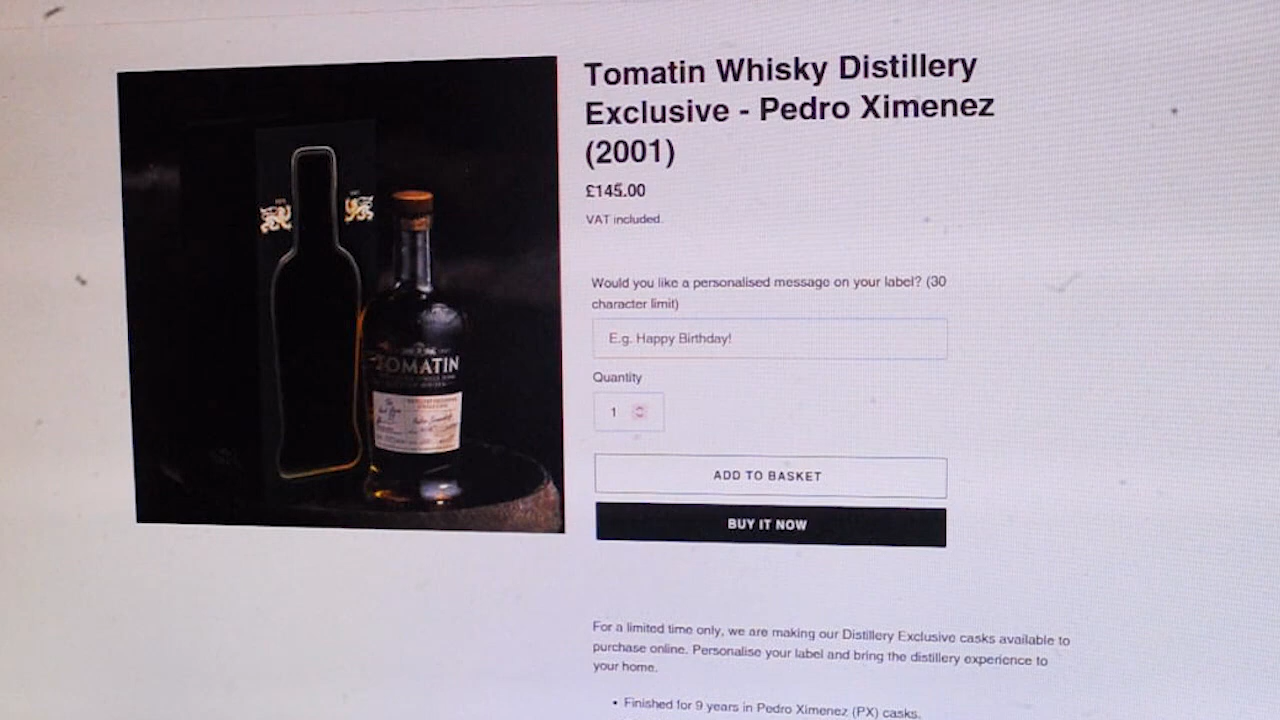 Tomatin Whisky Distillery
Exclusive - Pedro Ximenez
(2001)
£145.00
VAT included.
Would you like a personalised message on your label? (30
character limit)
E.g. Happy Birthday!
Quantity
1
ADD TO BASKET
BUY IT NOW
TOMATIN
For a limited time only, we are making our Distillery Exclusive casks available to
purchase online. Personalise your label and bring the distillery experience to
your home.
• Finished for 9 years in Pedro Ximenez (PX) casks.